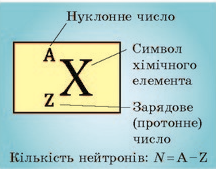 Нуклонне число
A
X
Z
Символ
хімічного
елемента
Зарядове
(протонне)
число
Кількість нейтронів: N = A – Z